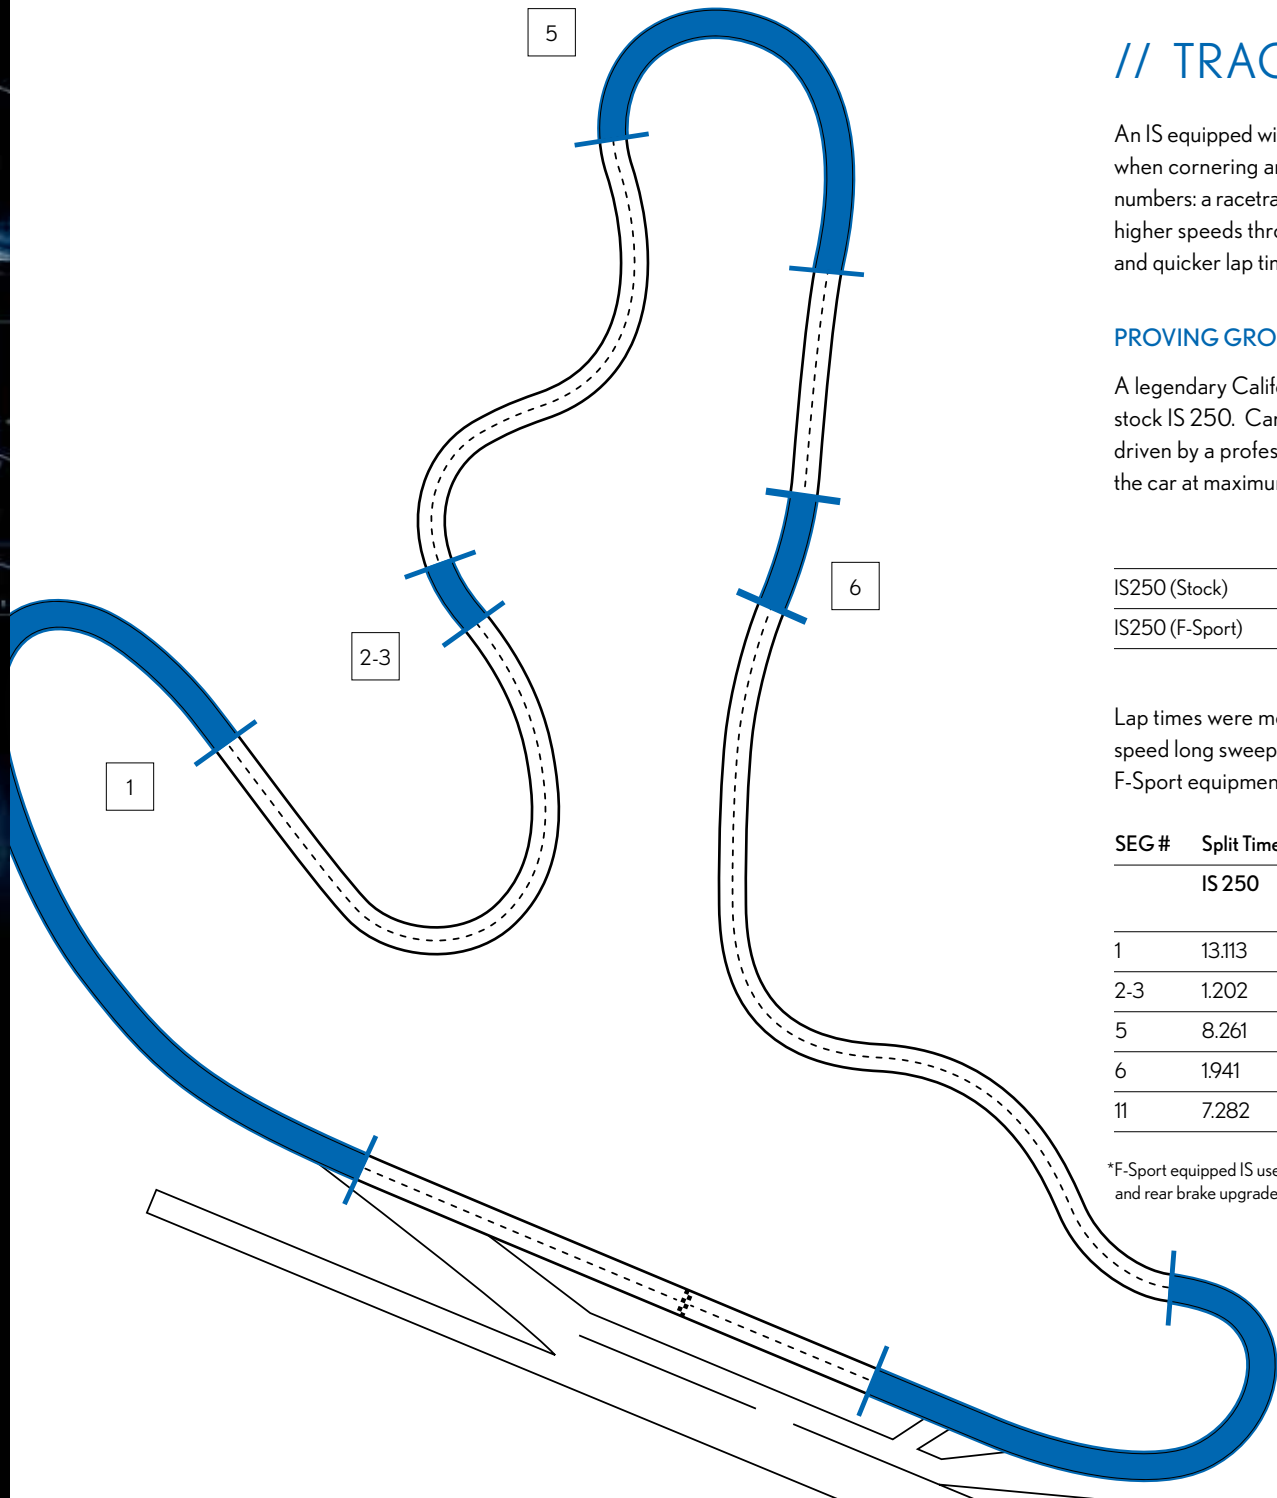 5
6
2-3
1
// TRAC
An IS equipped wi
when cornering a
numbers: a racetra
higher speeds thro
and quicker lap tim
PROVING GRO
A legendary Calif
stock IS 250. Car
driven by a profes
the car at maximu
IS250 (Stock)
IS250 (F-Sport)
Lap times were m
speed long sweep
F-Sport equipmen
SEG # Split Time
IS 250
1 13.113
2-3 1.202
5 8.261
6 1.941
11 7.282
*F-Sport equipped IS use
and rear brake upgrade